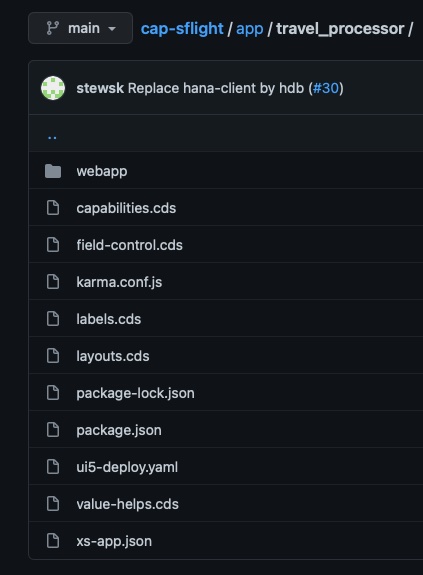 main cap-sflight / app / travel_processor /
stewsk Replace hana-client by hdb (#30)
..
webapp
capabilities.cds
field-control.cds
karma.conf.js
labels.cds
layouts.cds
package-lock.json
package.json
ui5-deploy.yaml
value-helps.cds
xs-app.json